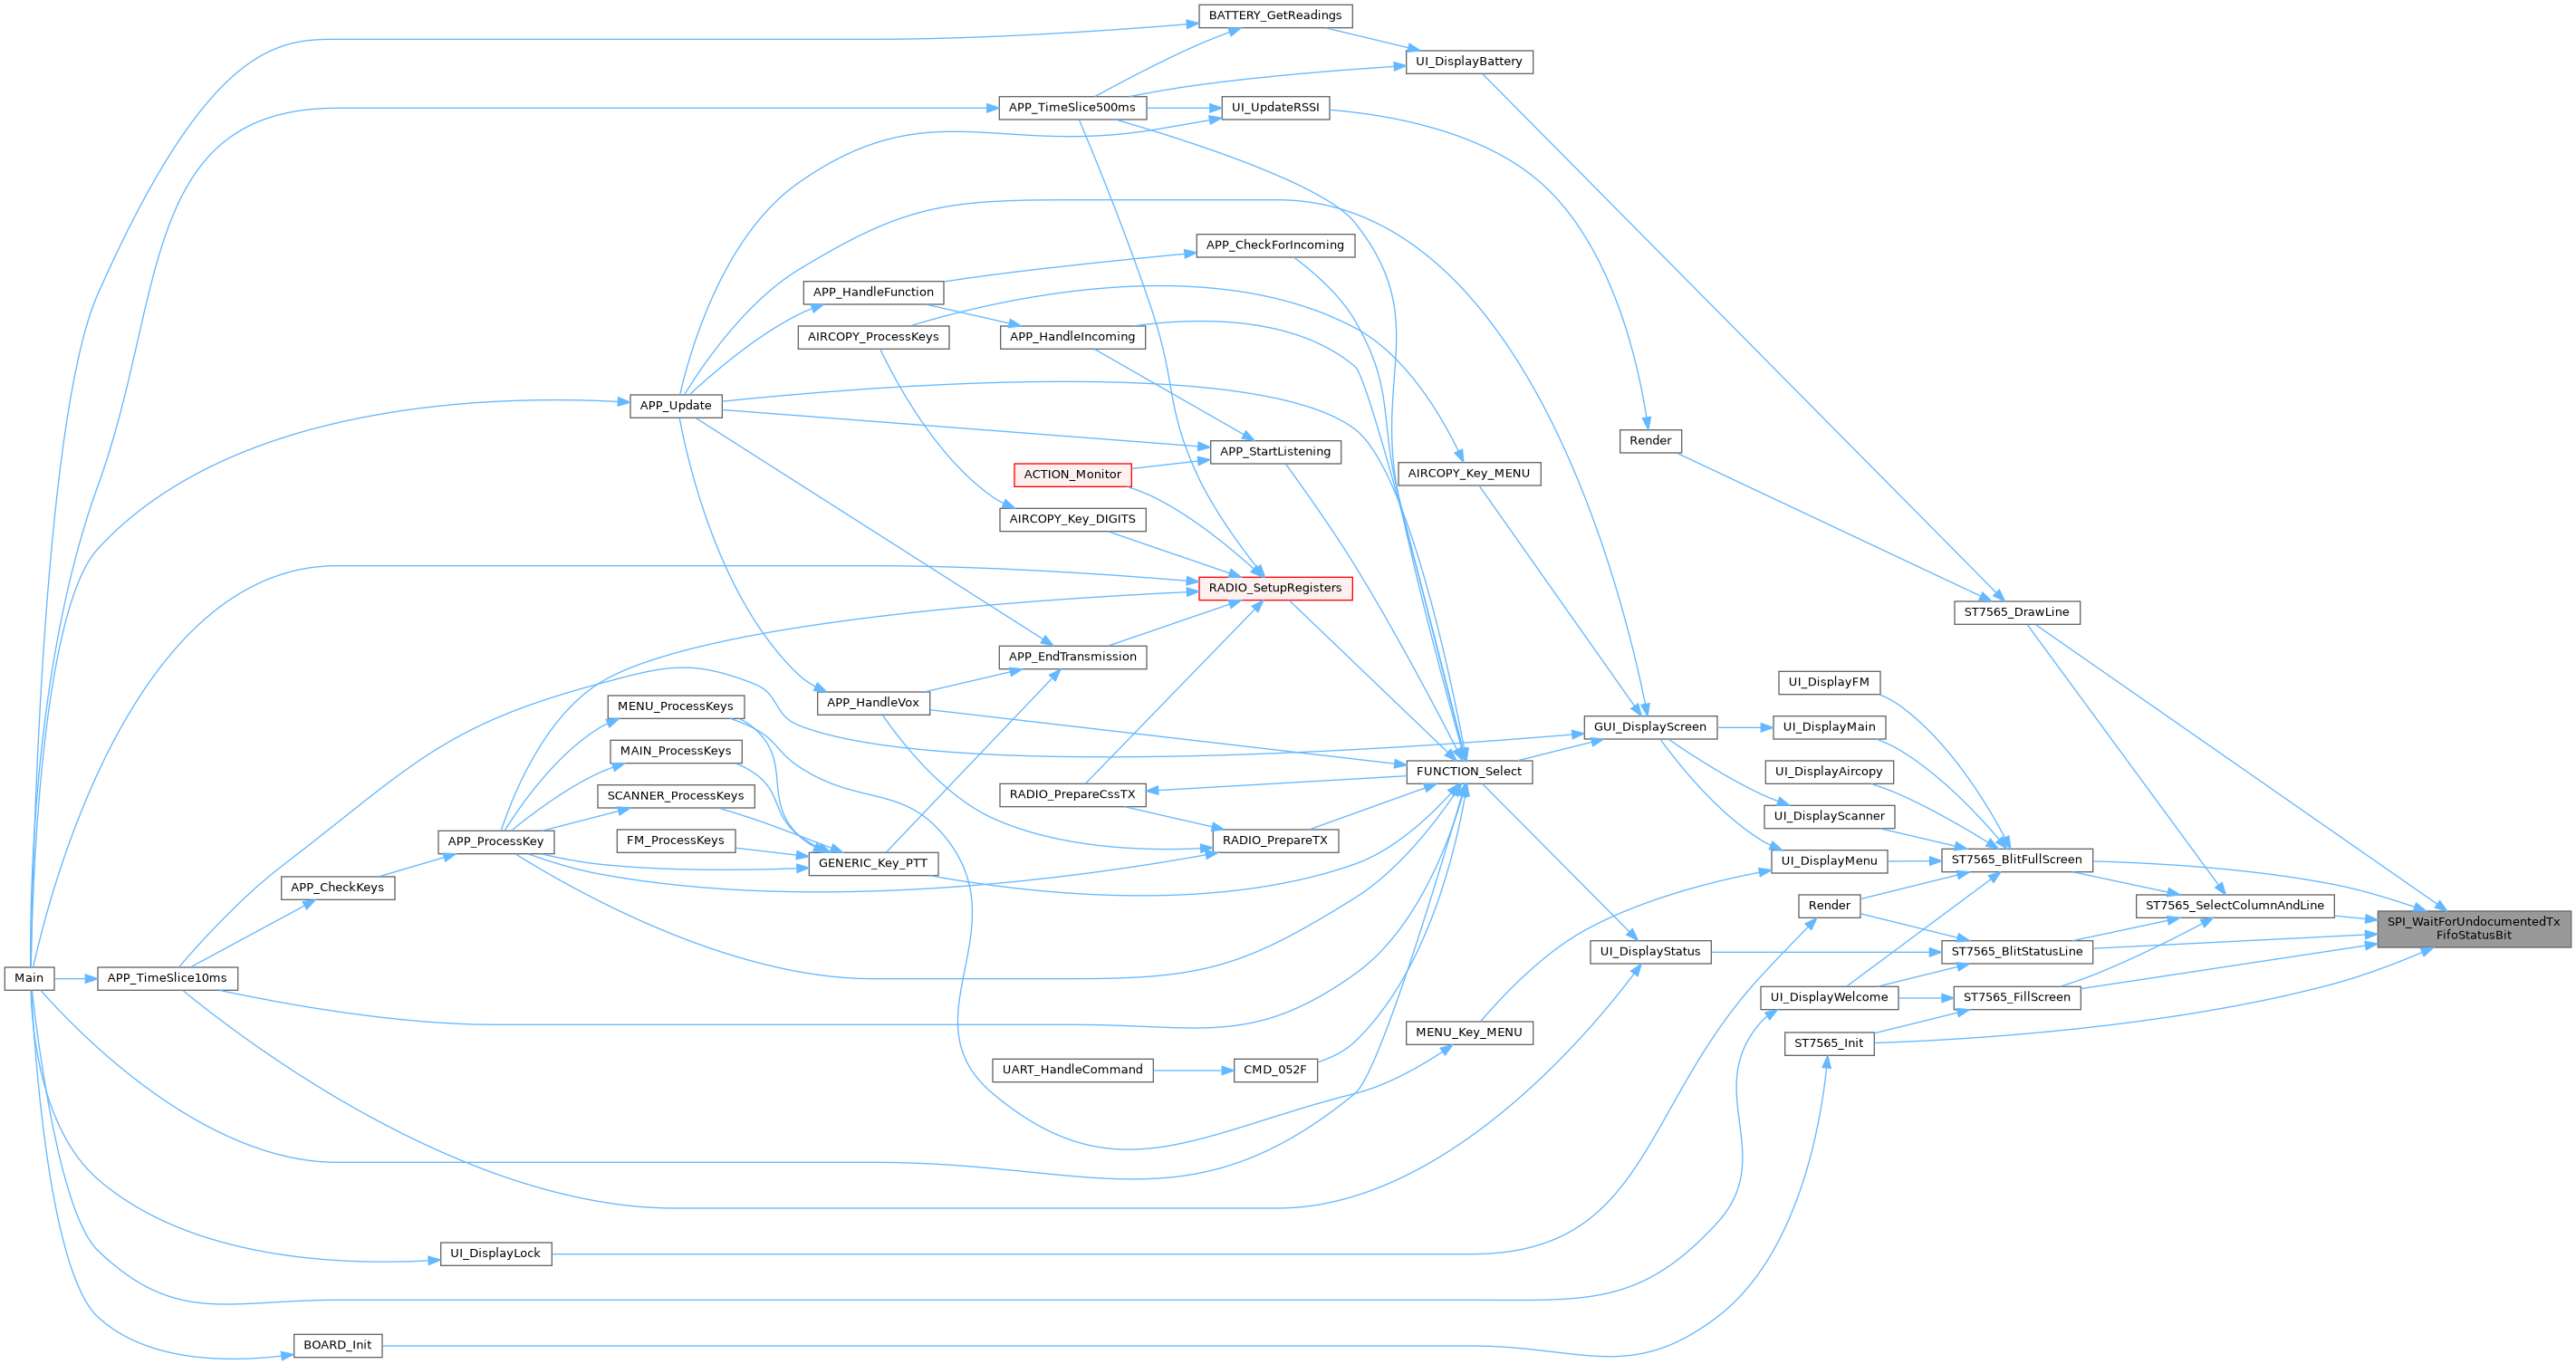 BATTERY_GetReadings
UI_DisplayBattery
APP_TimeSlice500ms
UI_UpdateRSSI
APP_CheckForIncoming
APP_HandleFunction
AIRCOPY_ProcessKeys
APP_HandleIncoming
APP_Update
Render
APP_StartListening
ACTION_Monitor
AIRCOPY_Key_MENU
AIRCOPY_Key_DIGITS
RADIO_SetupRegisters
ST7565_DrawLine
APP_EndTransmission
UI_DisplayFM
APP_HandleVox
MENU_ProcessKeys
GUI_DisplayScreen
UI_DisplayMain
MAIN_ProcessKeys
FUNCTION_Select
UI_DisplayAircopy
SCANNER_ProcessKeys
RADIO_PrepareCssTX
UI_DisplayScanner
APP_ProcessKey
FM_ProcessKeys
RADIO_PrepareTX
GENERIC_Key_PTT
UI_DisplayMenu
ST7565_BlitFullScreen
APP_CheckKeys
Render
ST7565_SelectColumnAndLine
SPI_WaitForUndocumentedTx
FifoStatusBit
UI_DisplayStatus
ST7565_BlitStatusLine
Main
APP_TimeSlice10ms
UI_DisplayWelcome
ST7565_FillScreen
MENU_Key_MENU
ST7565_Init
UART_HandleCommand
CMD_052F
UI_DisplayLock
BOARD_Init